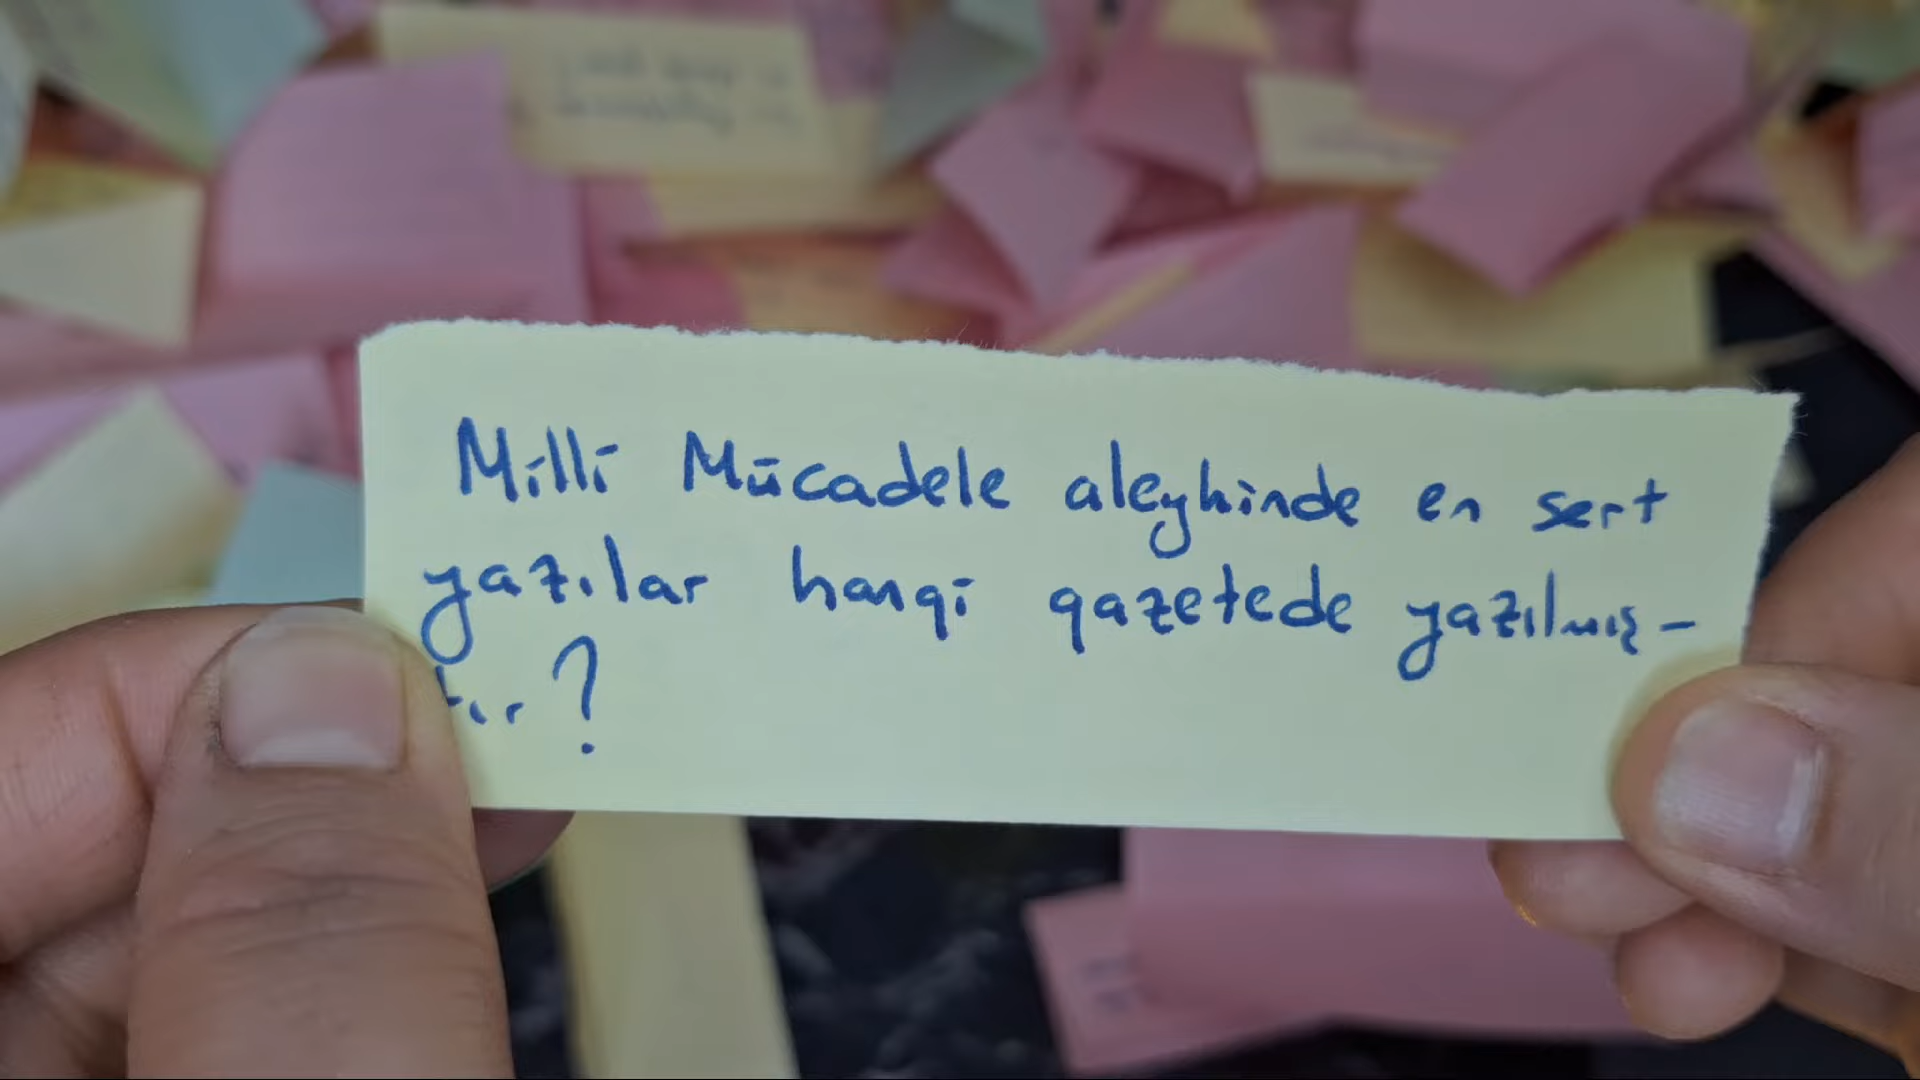 Milli Mücadele aleyhinde en sert
yazılar hangi gazetede yazılmış-
tır?